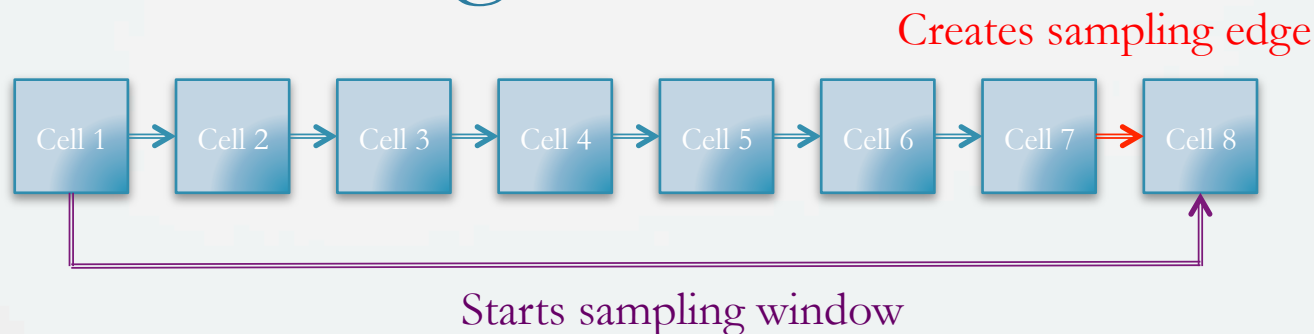 Creates sampling edge
Cell 1 Cell 2 Cell 3 Cell 4 Cell 5 Cell 6 Cell 7 Cell 8
Starts sampling window